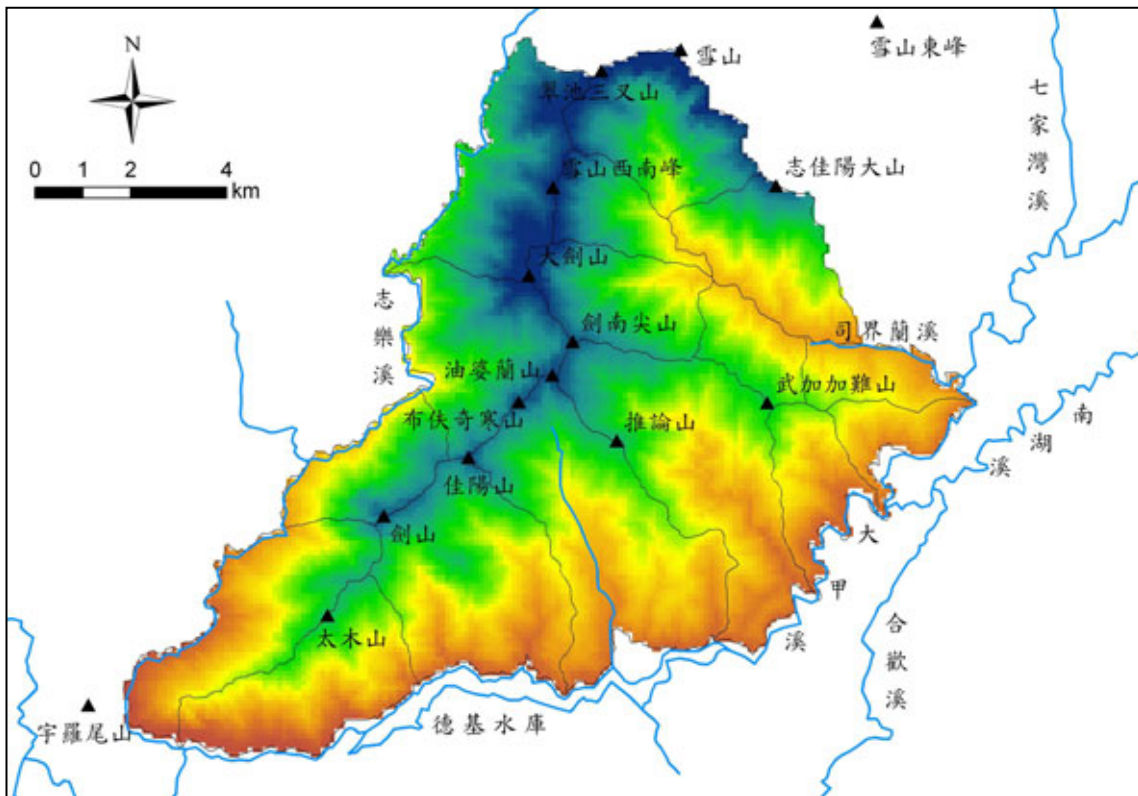 N
0 1 2 4
km
雪山
雪山東峰
翠池三叉山
七家灣溪
雪山西南峰
志佳陽大山
大劍山
志樂溪
劍南尖山
司界蘭溪
油婆蘭山
武加加難山
布伕奇寒山
推論山
南湖溪
佳陽山
劍山
大甲溪
合歡溪
太木山
德基水庫
宇羅尾山